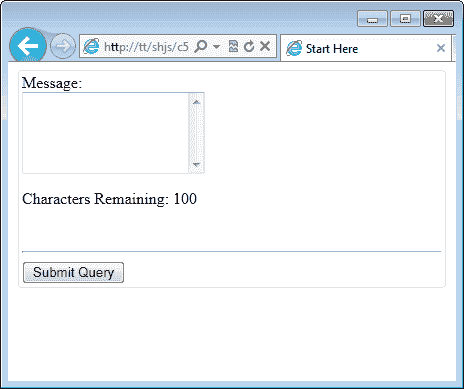 http://tt/shjs/c5
Start Here
Message:
Characters Remaining: 100
Submit Query